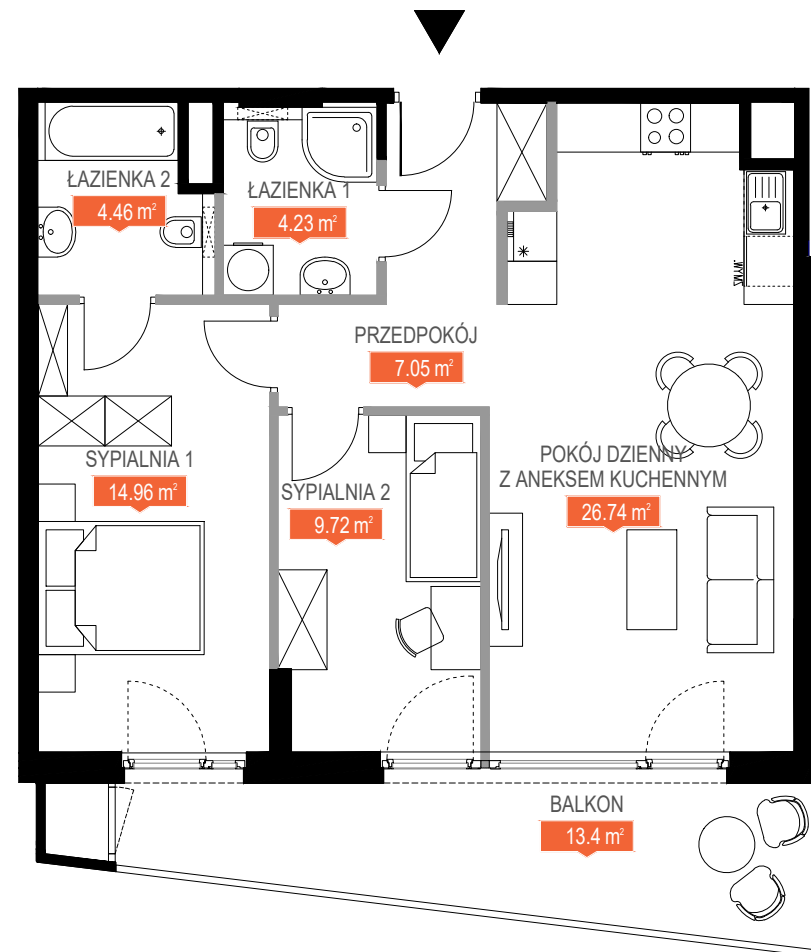 ŁAZIENKA 2
4.46 m²
ŁAZIENKA 1
4.23 m²
WYM.
PRZEDPOKÓJ
7.05 m²
SYPIALNIA 1
14.96 m²
SYPIALNIA 2
9.72 m²
POKÓJ DZIENNY
Z ANEKSEM KUCHENNYM
26.74 m²
BALKON
13.4 m²